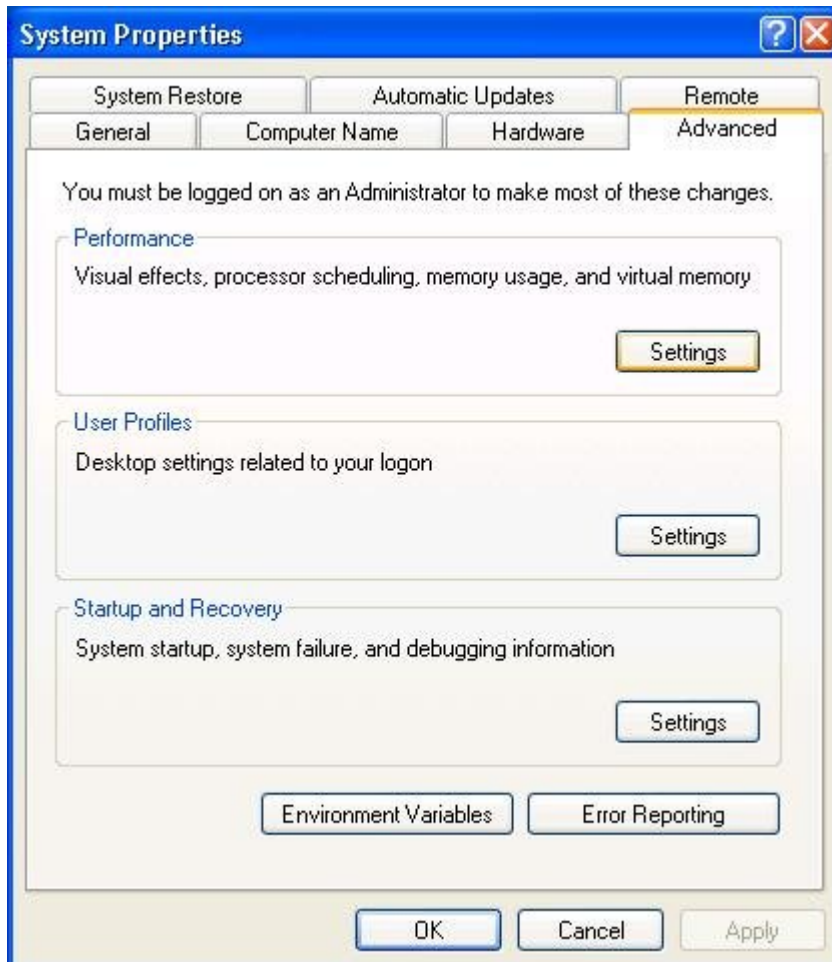 System Properties
System Restore Automatic Updates Remote
General Computer Name Hardware Advanced
You must be logged on as an Administrator to make most of these changes.
Performance
Visual effects, processor scheduling, memory usage, and virtual memory
Settings
User Profiles
Desktop settings related to your logon
Settings
Startup and Recovery
System startup, system failure, and debugging information
Settings
Environment Variables Error Reporting
OK Cancel Apply